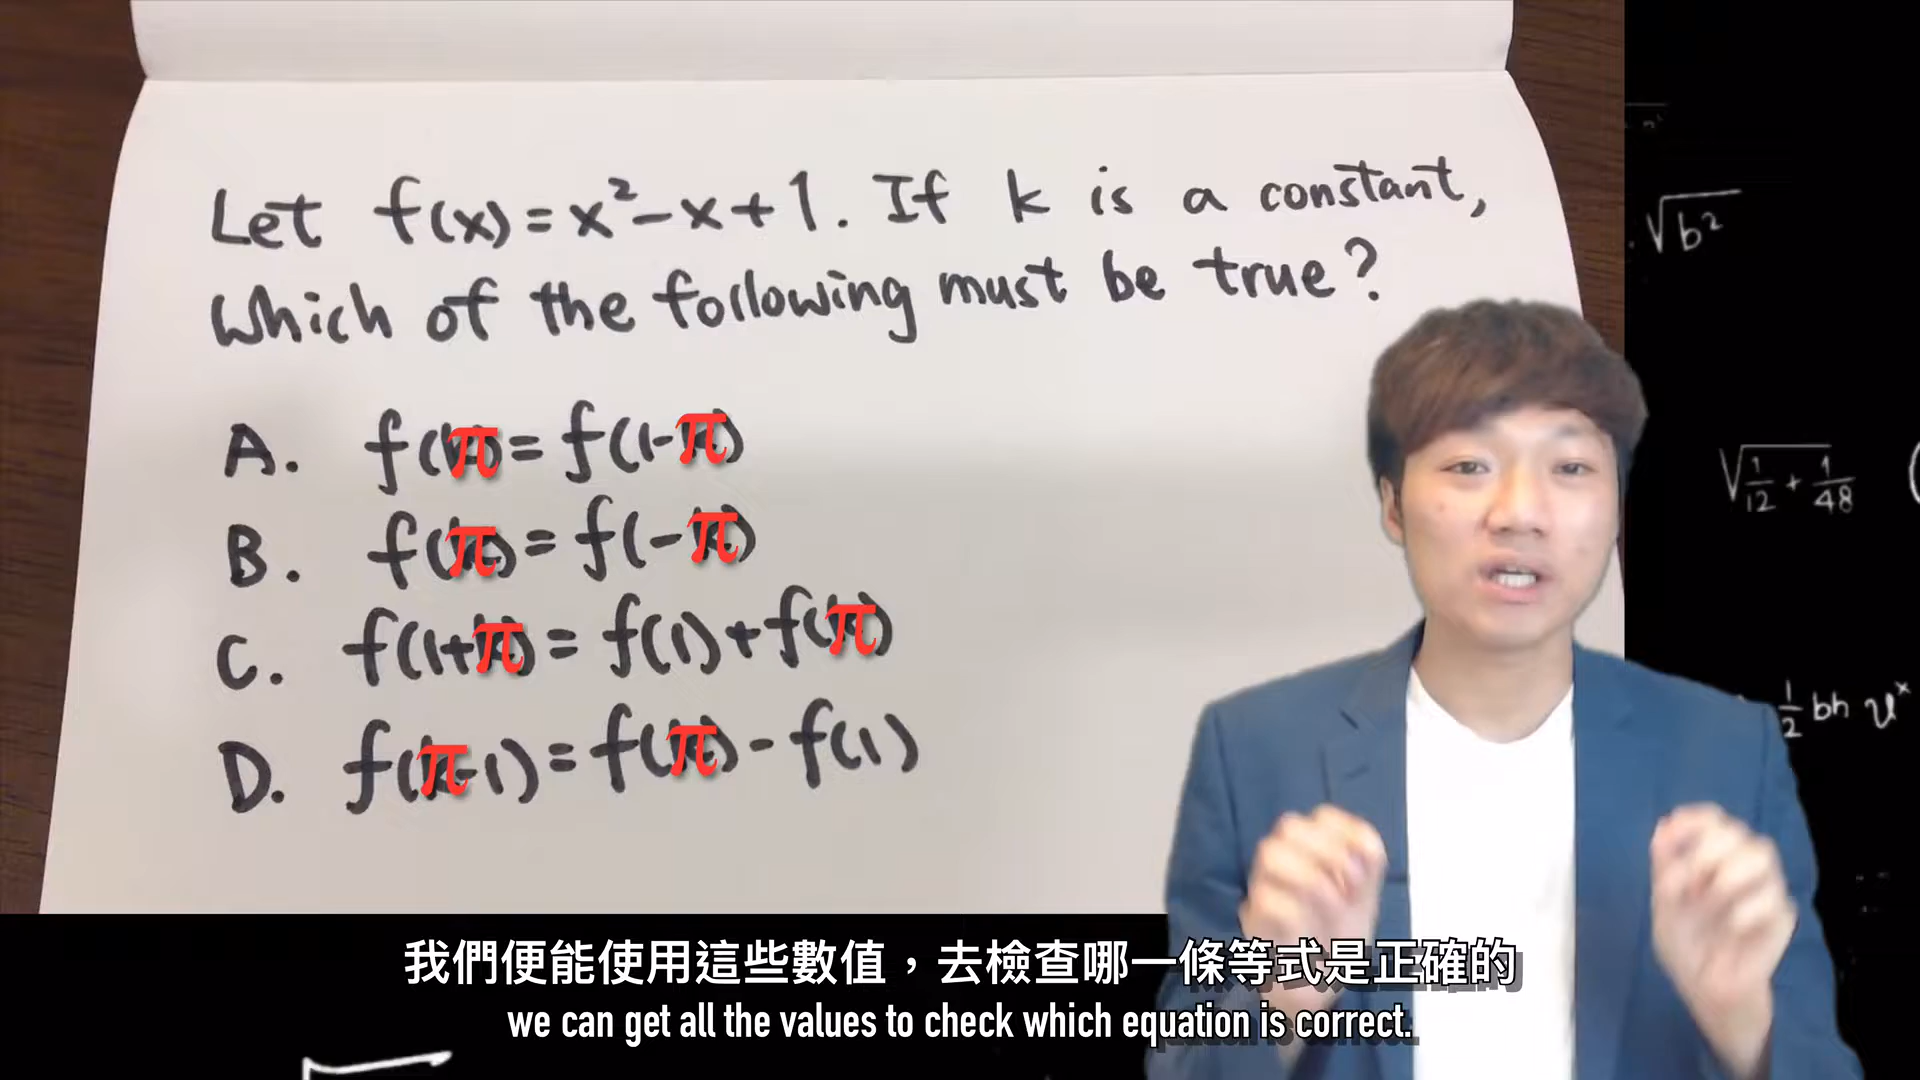 Let f(x)=x²-x+1. If k is a constant,
Which of the following must be true?
A. f(π)=f(1-π)
B. f(π)=f(-π)
C. f(1+π)=f(1)+f(π)
D. f(π-1)=f(π)-f(1)
√b²
√1/12 + 1/48
1/2 bh
我們便能使用這些數值，去檢查哪一條等式是正確的
we can get all the values to check which equation is correct.